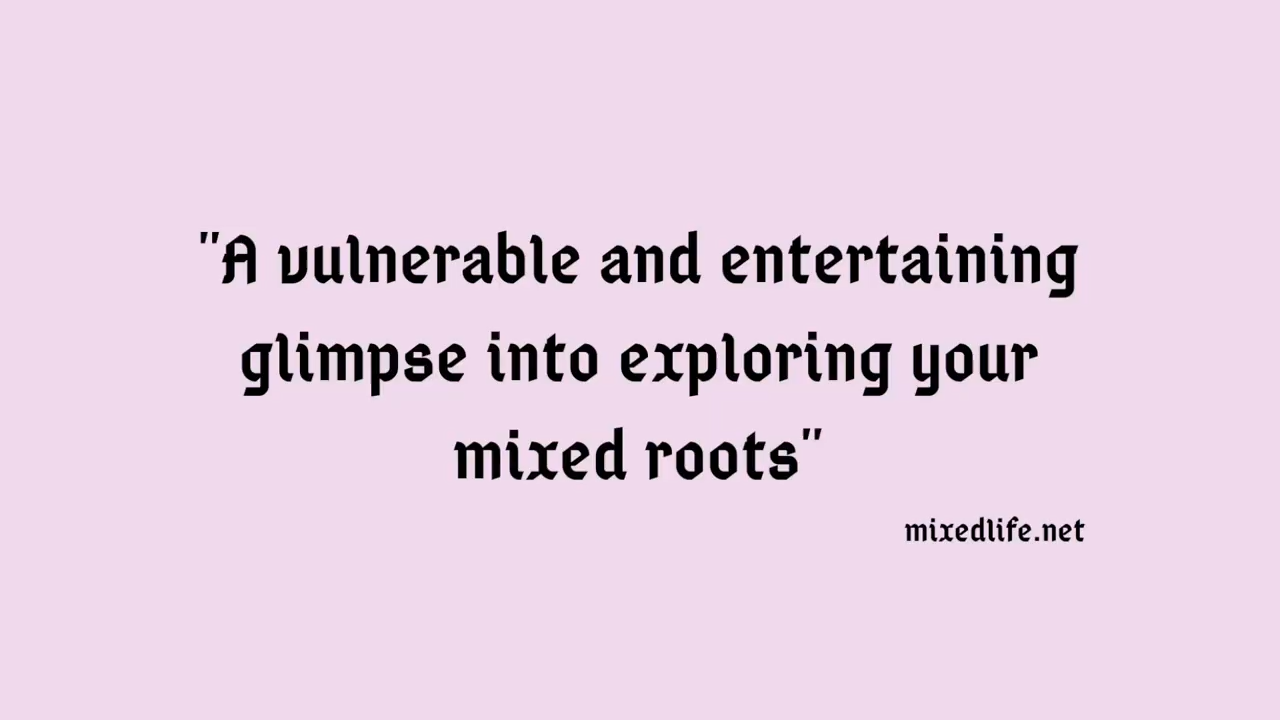 "A vulnerable and entertaining
glimpse into exploring your
mixed roots"
mixedlife.net